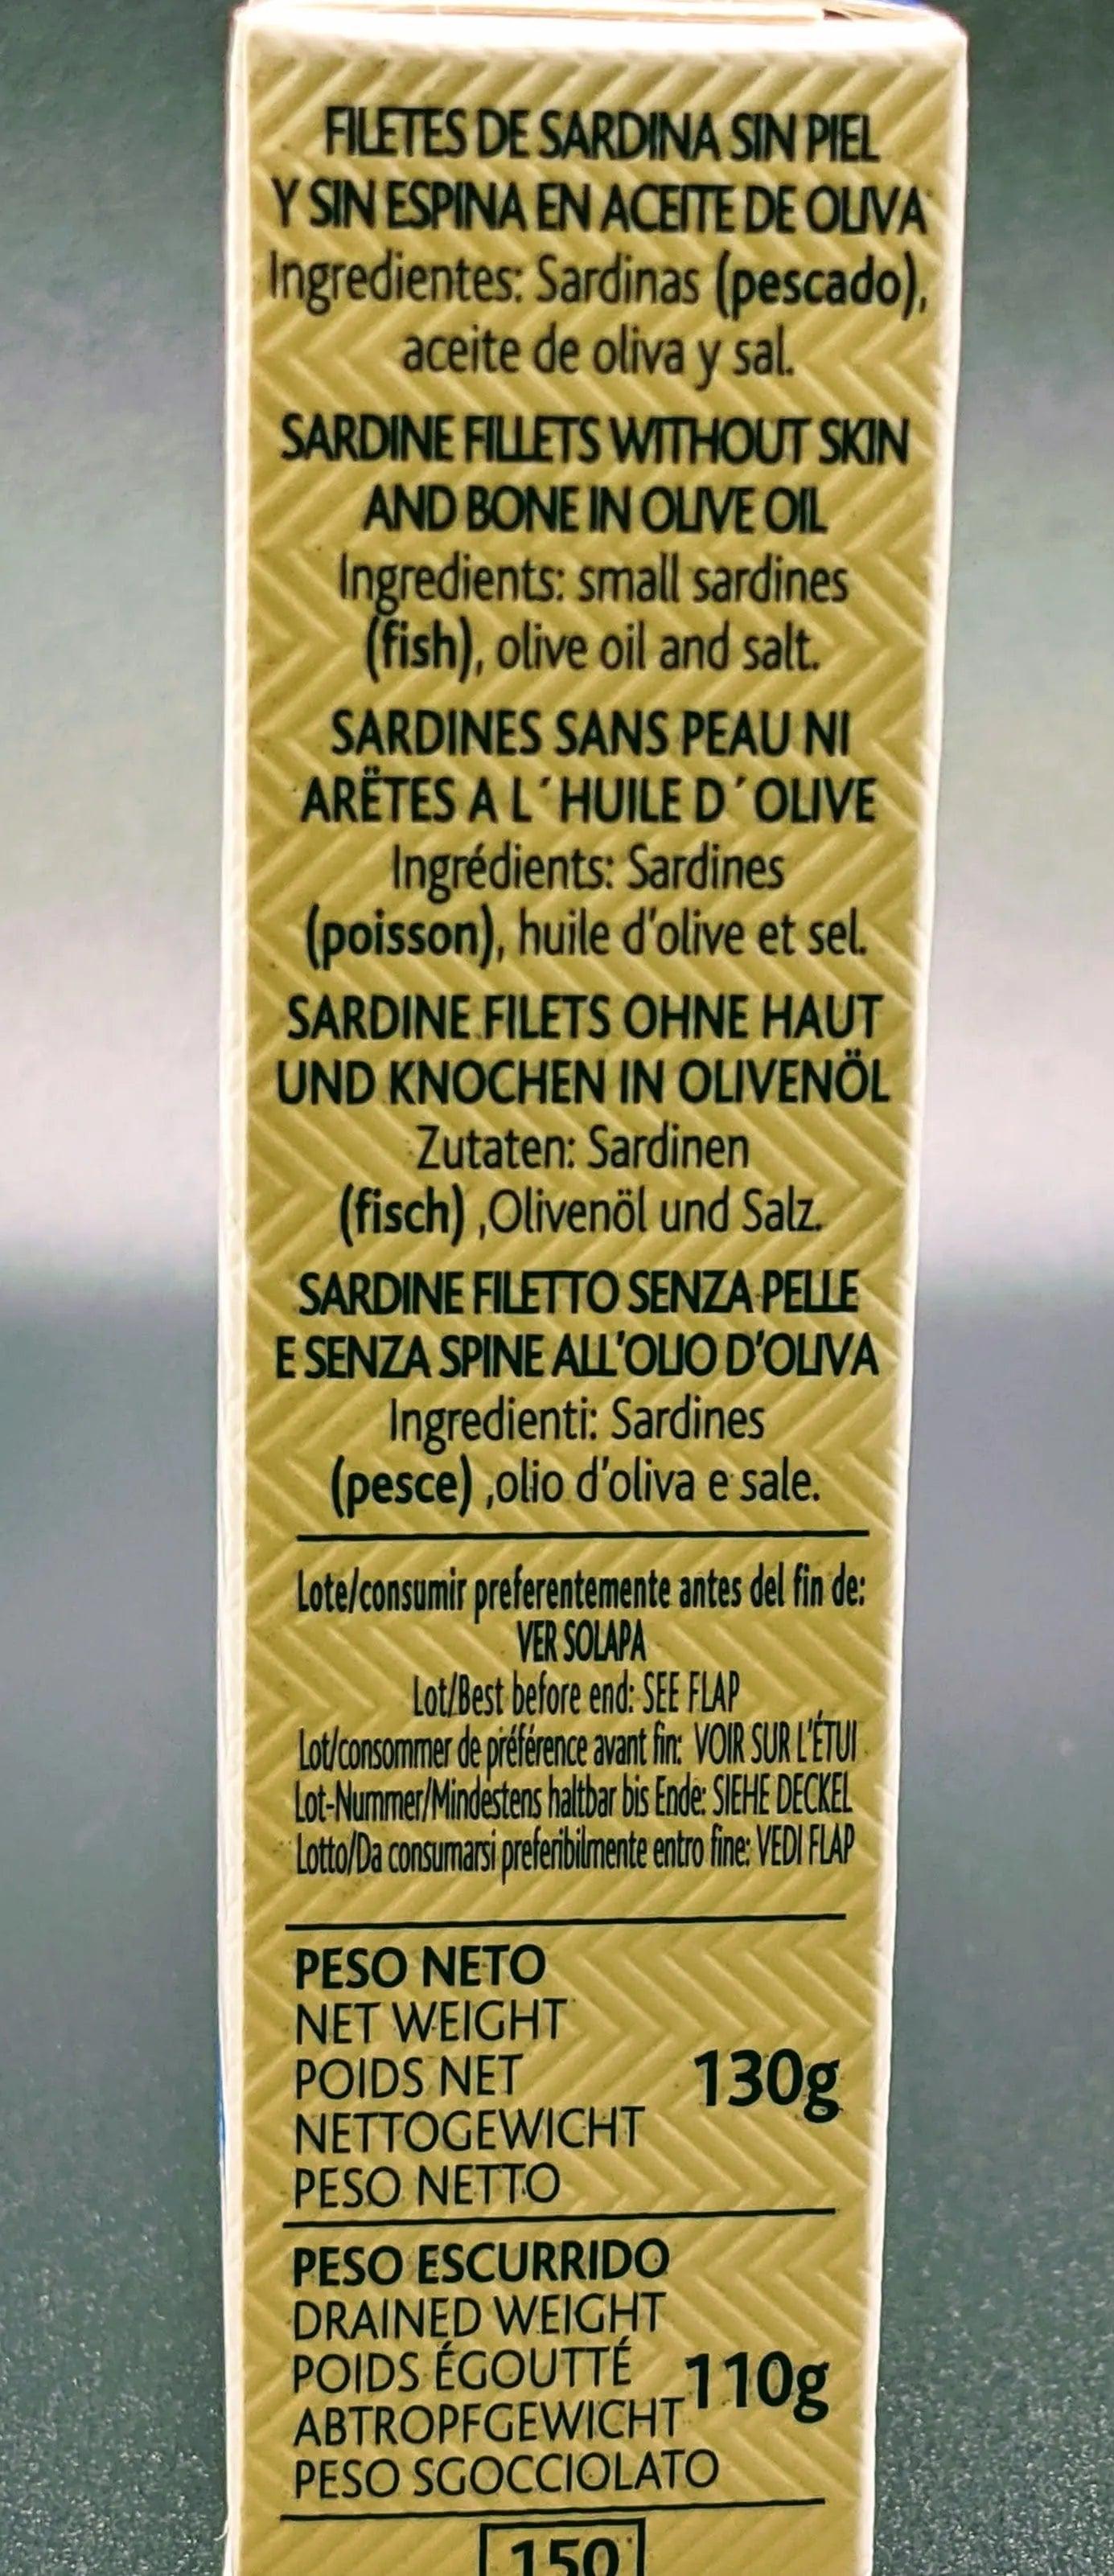 FILETES DE SARDINA SIN PIEL
Y SIN ESPINA EN ACEITE DE OLIVA
Ingredientes: Sardinas (pescado),
aceite de oliva y sal.
SARDINE FILLETS WITHOUT SKIN
AND BONE IN OLIVE OIL
Ingredients: small sardines
(fish), olive oil and salt.
SARDINES SANS PEAU NI
ARËTES A L´HUILE D´OLIVE
Ingrédients: Sardines
(poisson), huile d'olive et sel.
SARDINE FILETS OHNE HAUT
UND KNOCHEN IN OLIVENÖL
Zutaten: Sardinen
(fisch) ,Olivenöl und Salz.
SARDINE FILETTO SENZA PELLE
E SENZA SPINE ALL'OLIO D'OLIVA
Ingredienti: Sardines
(pesce) ,olio d'oliva e sale.
Lote/consumir preferentemente antes del fin de:
VER SOLAPA
Lot/Best before end: SEE FLAP
Lot/consommer de préférence avant fin: VOIR SUR L'ÉTUI
Lot-Nummer/Mindestens haltbar bis Ende: SIEHE DECKEL
Lotto/Da consumarsi preferibilmente entro fine: VEDI FLAP
PESO NETO
NET WEIGHT
POIDS NET
130g
NETTOGEWICHT
PESO NETTO
PESO ESCURRIDO
DRAINED WEIGHT
POIDS ÉGOUTTÉ
110g
ABTROPFGEWICHT
PESO SGOCCIOLATO
150